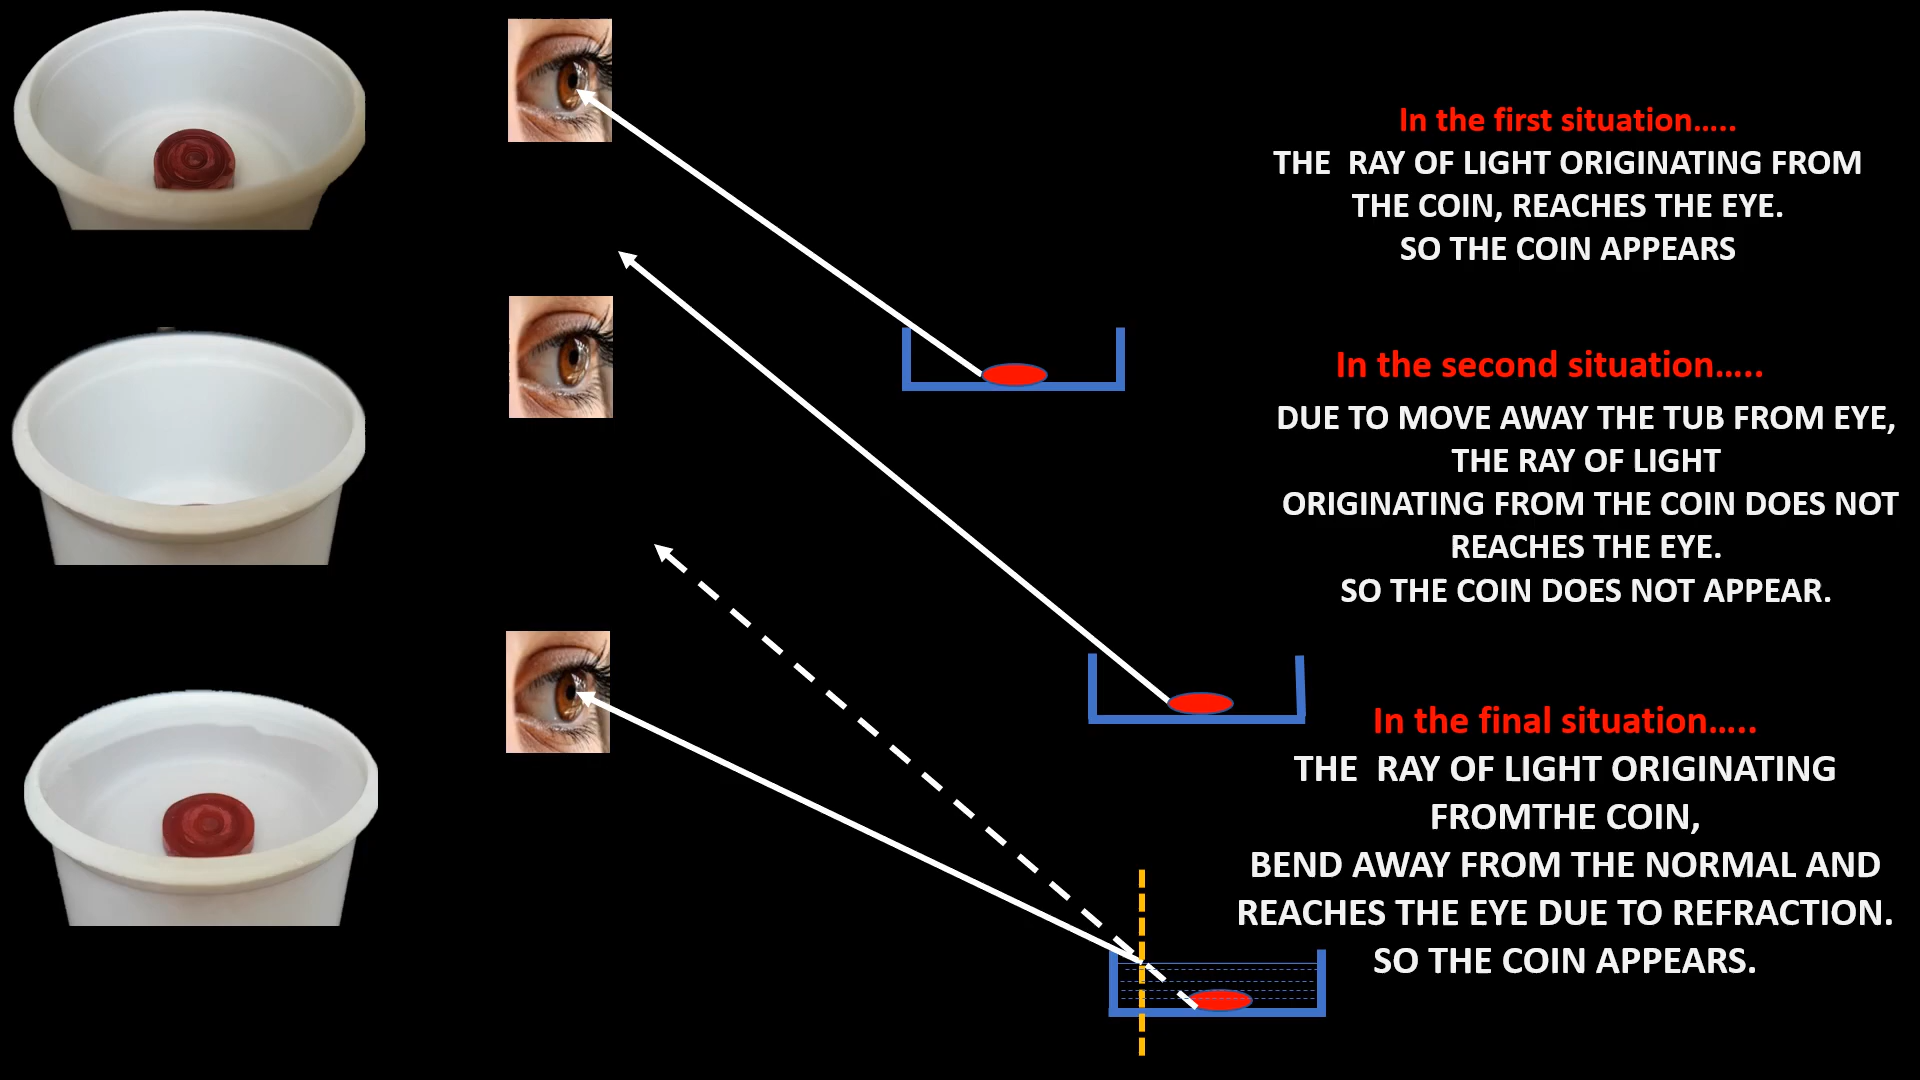 In the first situation…..
THE  RAY OF LIGHT ORIGINATING FROM
THE COIN, REACHES THE EYE.
SO THE COIN APPEARS
In the second situation…..
DUE TO MOVE AWAY THE TUB FROM EYE,
THE RAY OF LIGHT
ORIGINATING FROM THE COIN DOES NOT
REACHES THE EYE.
SO THE COIN DOES NOT APPEAR.
In the final situation…..
THE  RAY OF LIGHT ORIGINATING
FROMTHE COIN,
BEND AWAY FROM THE NORMAL AND
REACHES THE EYE DUE TO REFRACTION.
SO THE COIN APPEARS.